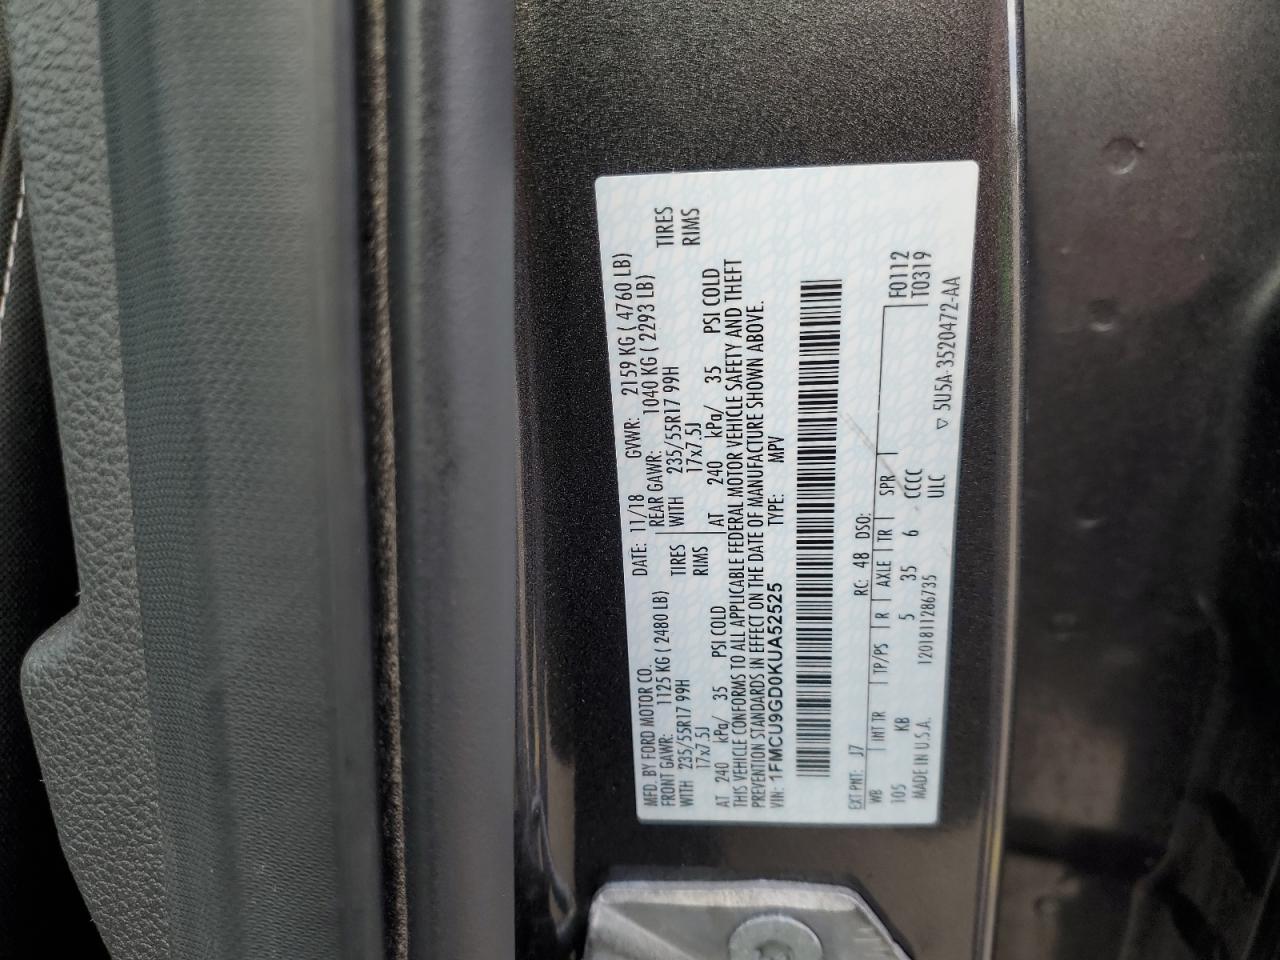 MFD. BY FORD MOTOR CO.
DATE: 11/18 GVWR: 2159 KG ( 4760 LB)
FRONT GAWR: 1125 KG ( 2480 LB)
REAR GAWR: 1040 KG ( 2293 LB)
WITH 235/55R17 99H TIRES
WITH 235/55R17 99H TIRES
17x7.5J RIMS
17x7.5J RIMS
AT 240 kPa/ 35 PSI COLD
AT 240 kPa/ 35 PSI COLD
THIS VEHICLE CONFORMS TO ALL APPLICABLE FEDERAL MOTOR VEHICLE SAFETY AND THEFT
PREVENTION STANDARDS IN EFFECT ON THE DATE OF MANUFACTURE SHOWN ABOVE.
VIN: 1FMCU9GD0KUA52525 TYPE: MPV
EXT PNT: J7 RC: 48 DSO:
WB INT TR TP/PS R AXLE TR SPR
F0112
105 KB 5 35 6 CCCC T0319
MADE IN U.S.A. 1201811286735 ULC
▽ 5U5A-3520472-AA